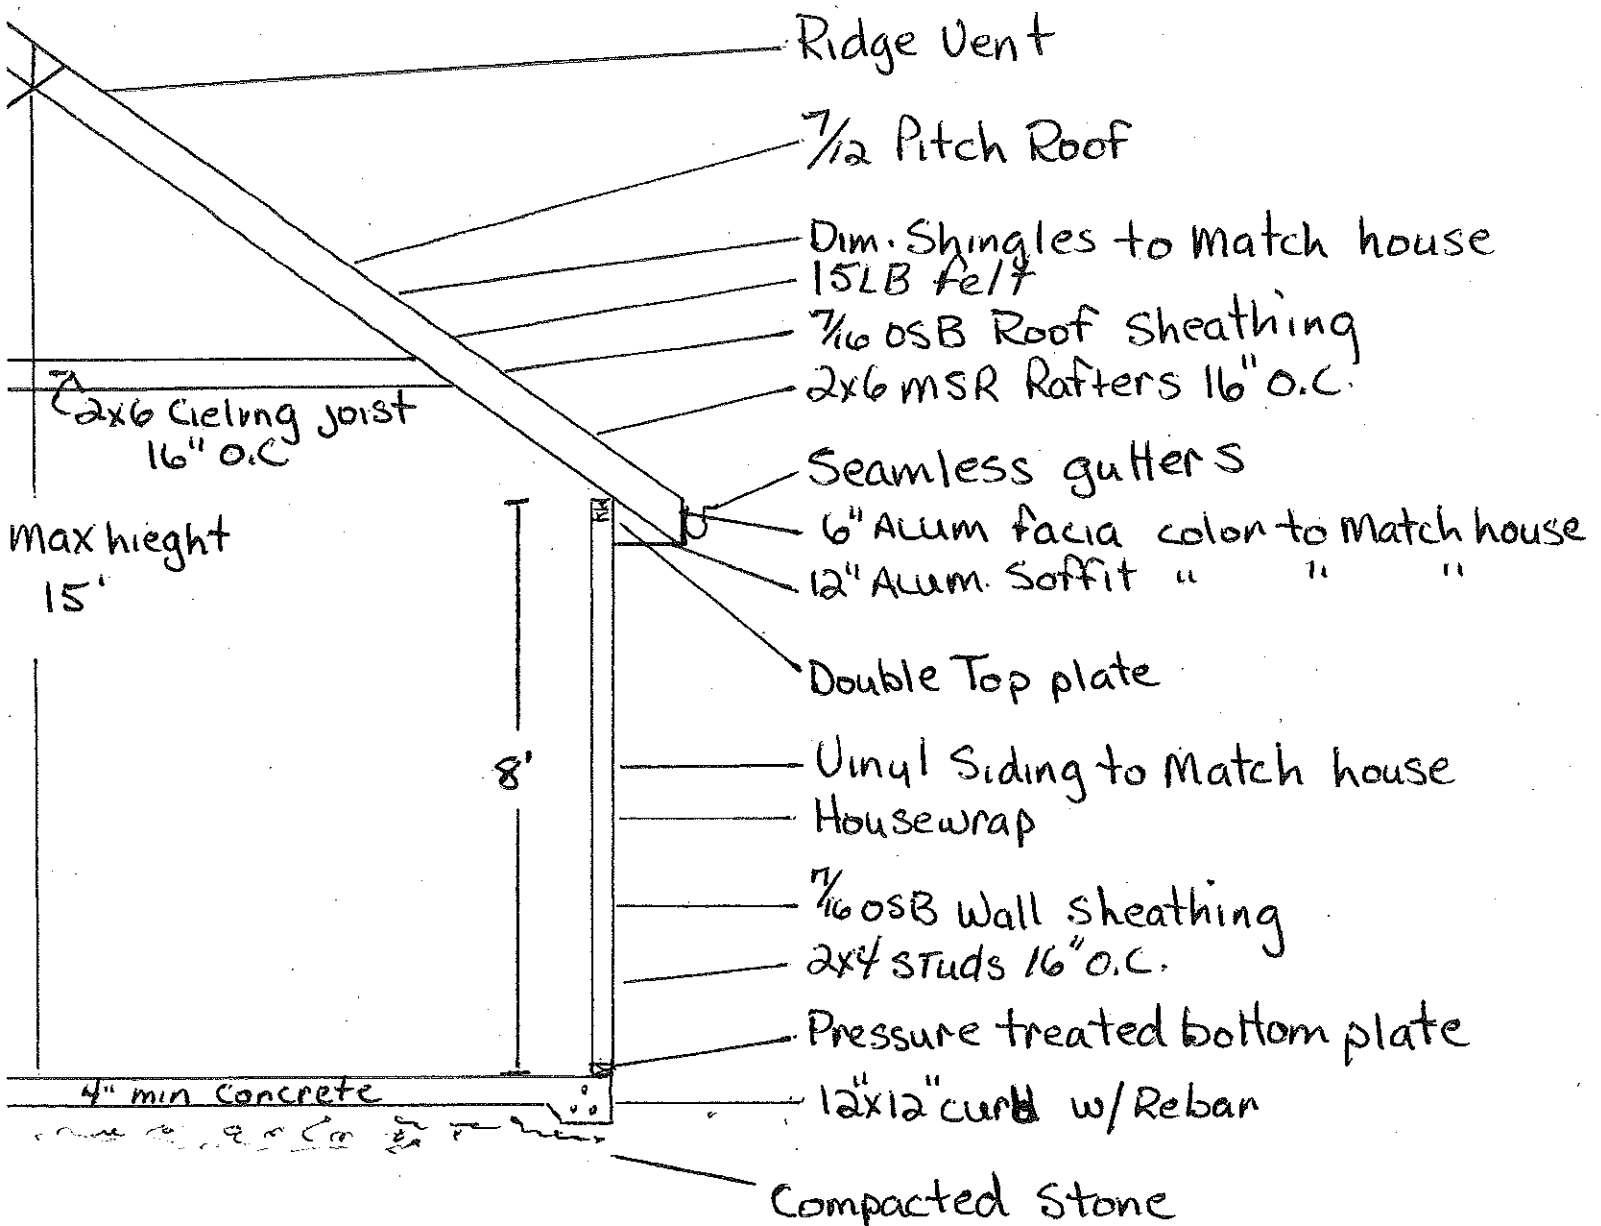 Ridge Vent
7/12 Pitch Roof
Dim. Shingles to Match house
15LB felt
7/16 OSB Roof Sheathing
2x6 MSR Rafters 16" O.C.
2x6 Cieling joist
16" O.C
Seamless gutters
6" Alum facia color to Match house
12" Alum. Soffit " " "
max hieght
15'
Double Top plate
8'
Vinyl Siding to Match house
Housewrap
7/16 OSB Wall Sheathing
2x4 STuds 16" O.C.
Pressure treated bottom plate
4" min Concrete
12"x12" curb w/ Rebar
Compacted Stone